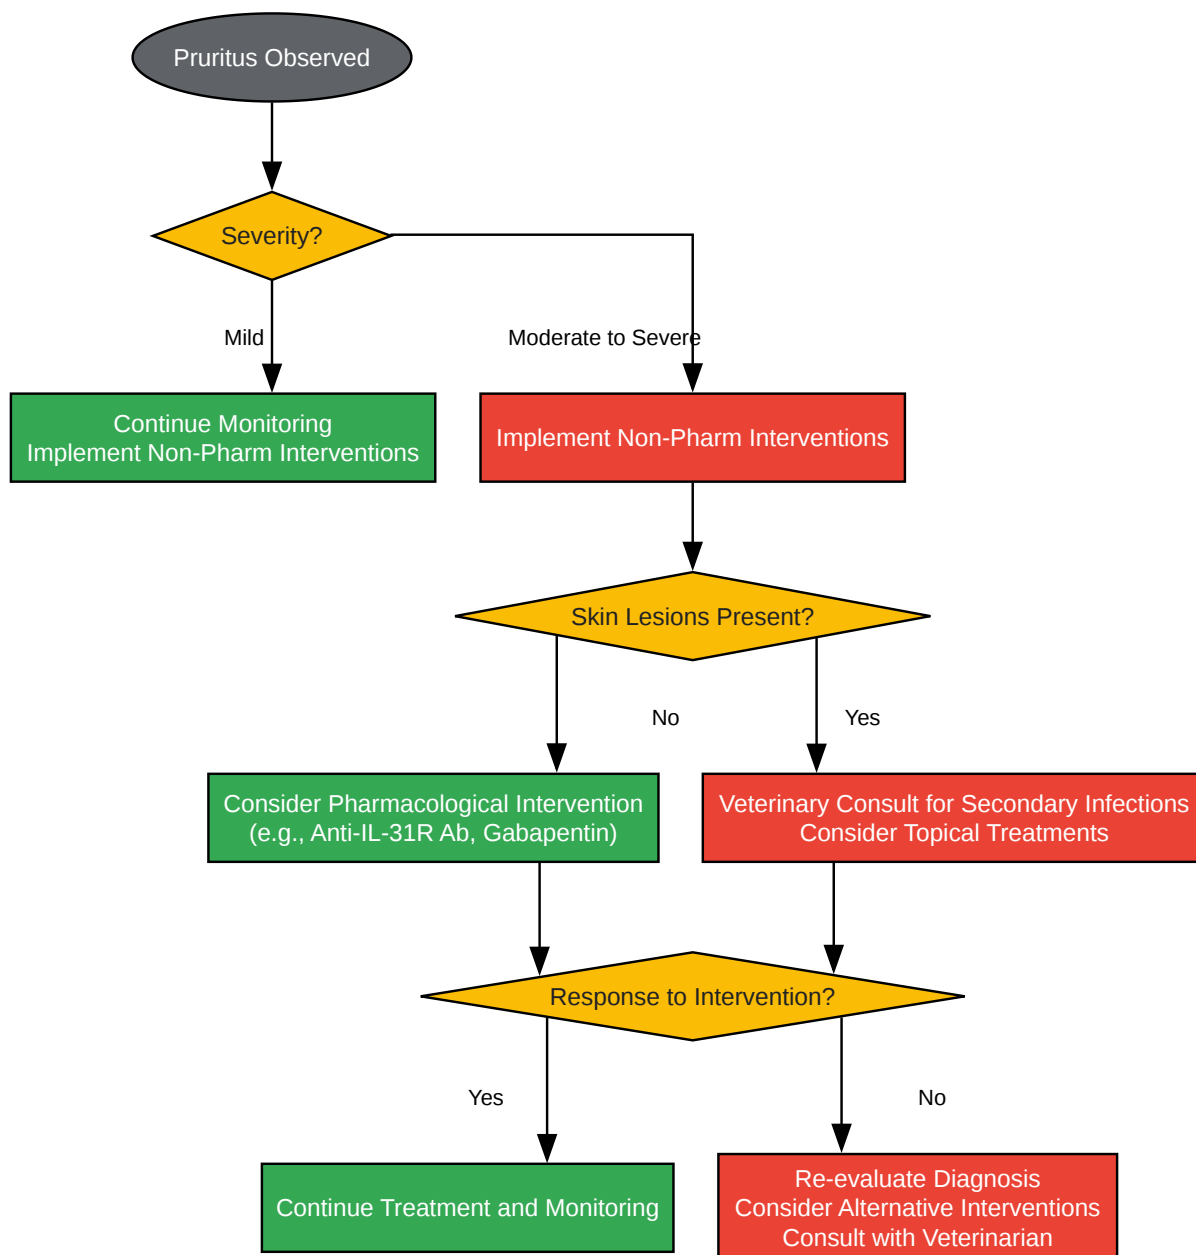 Pruritus Observed
Severity?
Mild
Moderate to Severe
Continue Monitoring
Implement Non-Pharm Interventions
Implement Non-Pharm Interventions
Skin Lesions Present?
No
Yes
Consider Pharmacological Intervention
(e.g., Anti-IL-31R Ab, Gabapentin)
Veterinary Consult for Secondary Infections
Consider Topical Treatments
Response to Intervention?
Yes
No
Continue Treatment and Monitoring
Re-evaluate Diagnosis
Consider Alternative Interventions
Consult with Veterinarian